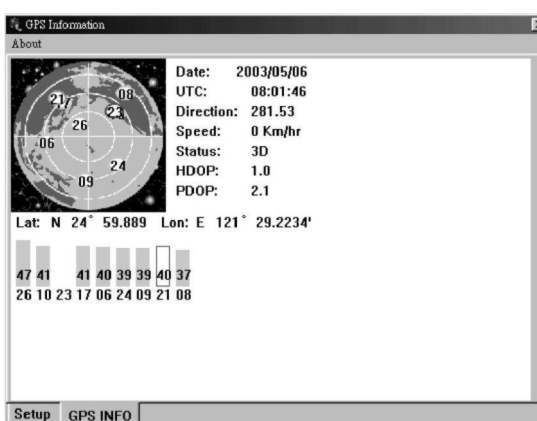 GPS Information
About
21 08
23
26
06
24
09
Date: 2003/05/06
UTC: 08:01:46
Direction: 281.53
Speed: 0 Km/hr
Status: 3D
HDOP: 1.0
PDOP: 2.1
Lat: N 24° 59.889 Lon: E 121° 29.2234'
47 41 41 40 39 39 40 37
26 10 23 17 06 24 09 21 08
Setup GPS INFO